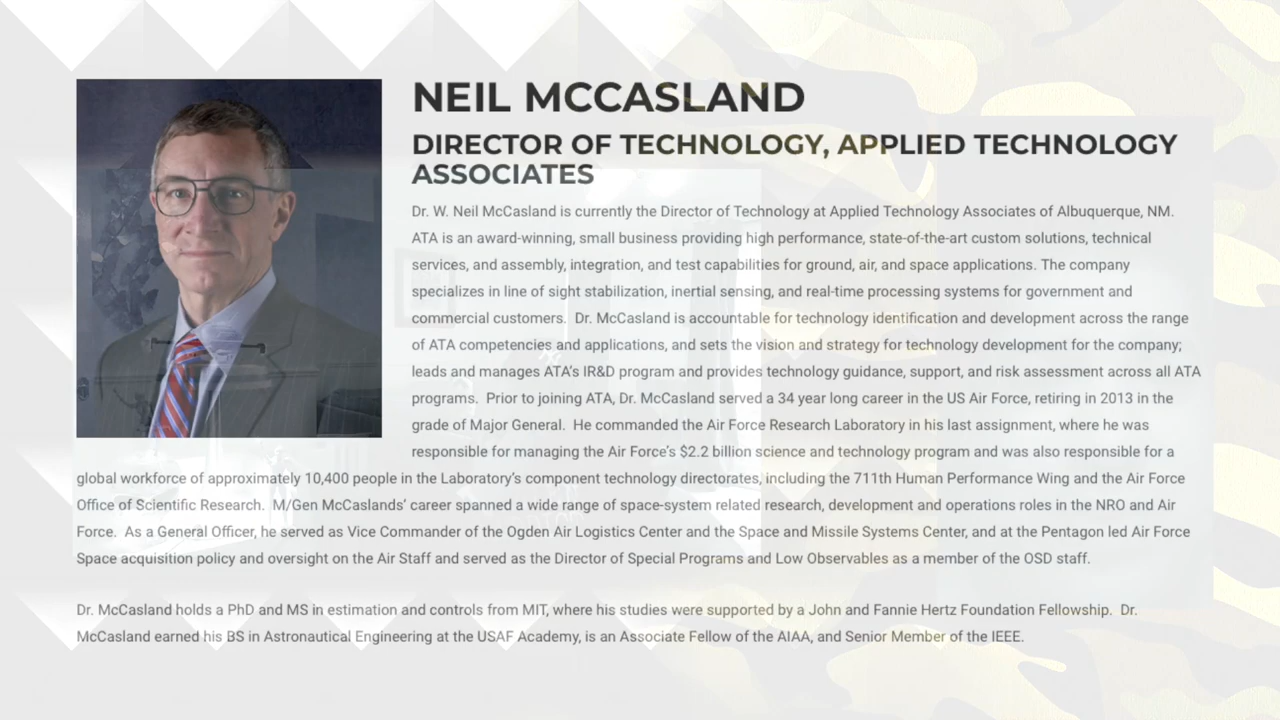 NEIL MCCASLAND
DIRECTOR OF TECHNOLOGY, APPLIED TECHNOLOGY
ASSOCIATES
Dr. W. Neil McCasland is currently the Director of Technology at Applied Technology Associates of Albuquerque, NM.
ATA is an award-winning, small business providing high performance, state-of-the-art custom solutions, technical
services, and assembly, integration, and test capabilities for ground, air, and space applications. The company
specializes in line of sight stabilization, inertial sensing, and real-time processing systems for government and
commercial customers.  Dr. McCasland is accountable for technology identification and development across the range
of ATA competencies and applications, and sets the vision and strategy for technology development for the company;
leads and manages ATA's IR&D program and provides technology guidance, support, and risk assessment across all ATA
programs.  Prior to joining ATA, Dr. McCasland served a 34 year long career in the US Air Force, retiring in 2013 in the
grade of Major General.  He commanded the Air Force Research Laboratory in his last assignment, where he was
responsible for managing the Air Force's $2.2 billion science and technology program and was also responsible for a
global workforce of approximately 10,400 people in the Laboratory's component technology directorates, including the 711th Human Performance Wing and the Air Force
Office of Scientific Research.  M/Gen McCaslands' career spanned a wide range of space-system related research, development and operations roles in the NRO and Air
Force.  As a General Officer, he served as Vice Commander of the Ogden Air Logistics Center and the Space and Missile Systems Center, and at the Pentagon led Air Force
Space acquisition policy and oversight on the Air Staff and served as the Director of Special Programs and Low Observables as a member of the OSD staff.
Dr. McCasland holds a PhD and MS in estimation and controls from MIT, where his studies were supported by a John and Fannie Hertz Foundation Fellowship.  Dr.
McCasland earned his BS in Astronautical Engineering at the USAF Academy, is an Associate Fellow of the AIAA, and Senior Member of the IEEE.